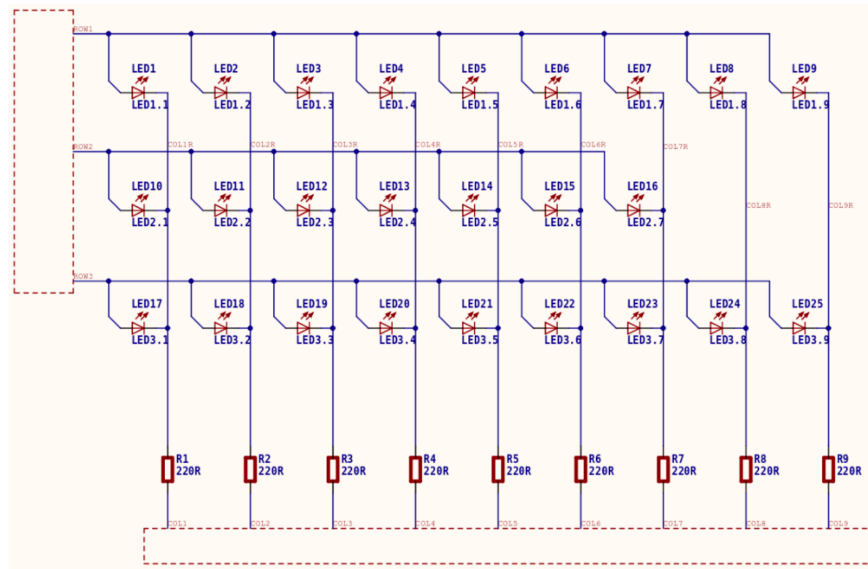 ROW1
LED1 LED2 LED3 LED4 LED5 LED6 LED7 LED8 LED9
LED1.1 LED1.2 LED1.3 LED1.4 LED1.5 LED1.6 LED1.7 LED1.8 LED1.9
ROW2 COL1R COL2R COL3R COL4R COL5R COL6R COL7R
LED10 LED11 LED12 LED13 LED14 LED15 LED16
COL8R COL9R
LED2.1 LED2.2 LED2.3 LED2.4 LED2.5 LED2.6 LED2.7
ROW3
LED17 LED18 LED19 LED20 LED21 LED22 LED23 LED24 LED25
LED3.1 LED3.2 LED3.3 LED3.4 LED3.5 LED3.6 LED3.7 LED3.8 LED3.9
R1 R2 R3 R4 R5 R6 R7 R8 R9
220R 220R 220R 220R 220R 220R 220R 220R 220R
COL1 COL2 COL3 COL4 COL5 COL6 COL7 COL8 COL9